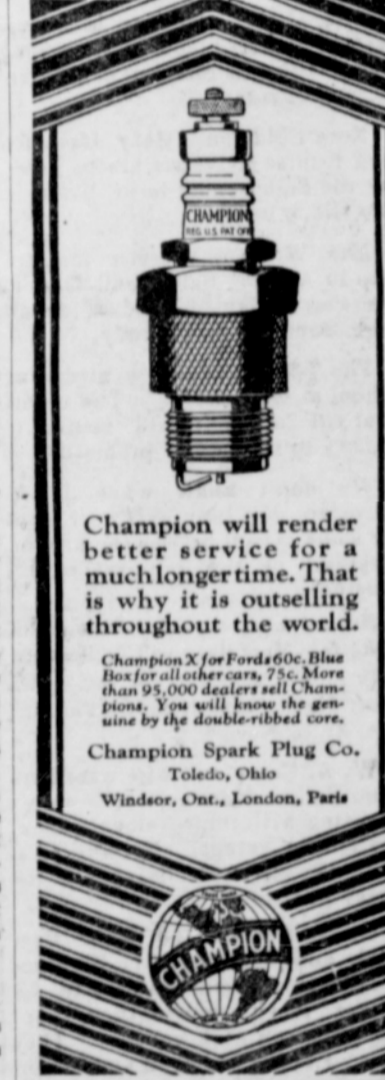 CHAMPION
REG. U.S. PAT OFF
Champion will render
better service for a
much longer time. That
is why it is outselling
throughout the world.
Champion X for Fords 60c. Blue
Box for all other cars, 75c. More
than 95,000 dealers sell Cham-
pions. You will know the gen-
uine by the double-ribbed core.
Champion Spark Plug Co.
Toledo, Ohio
Windsor, Ont., London, Paris
CHAMPION